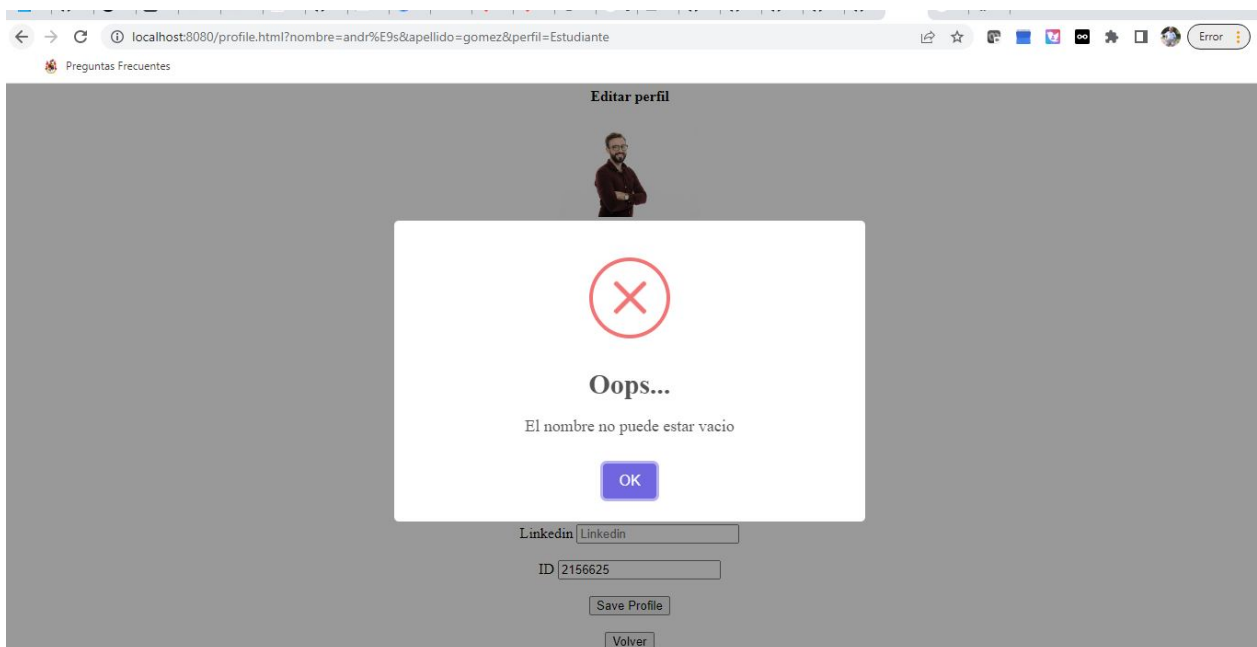 localhost:8080/profile.html?nombre=andr%E9s&apellido=gomez&perfil=Estudiante
Error
Preguntas Frecuentes
Editar perfil
Oops...
El nombre no puede estar vacio
OK
Linkedin Linkedin
ID 2156625
Save Profile
Volver